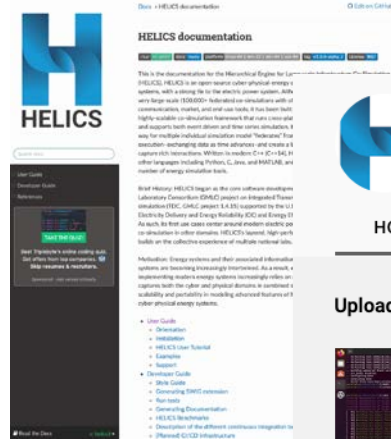 Docs » HELICS documentation
Edit on GitHub
HELICS documentation
HELICS
This is the documentation for the Hierarchical Engine for
(HELICS). HELICS is an open-source cyber-physical energy
systems, with a strong tie to the electric power system.
very large scale (100,000+ federates) co-simulations with
communication, market, and end use tools, it has been built
highly-scalable co-simulation framework that runs cross-plat
and supports both event driven and time series simulation. It
way for multiple individual simulation model "federates" from
execution–exchanging data as time advances–and create a
capture rich interactions. Written in modern C++ (C++14),
other languages including Python, C, Java, and MATLAB, and
number of energy simulation tools.
Brief History: HELICS began as the core software developm
Laboratory Consortium (GMLC) project on Integrated Transm
simulation (TDC, GMLC project 1.4.15) supported by the U.S
Electricity Delivery and Energy Reliability (OE) and Energy
As such, its first use cases center around modern electric po
co-simulation in other domains. HELICS's layered, high-perf
builds on the collective experience of multiple national labs.
Motivation: Energy systems and their associated information
systems are becoming increasingly intertwined. As a result,
implementing modern energy systems increasingly relies on
captures both the cyber and physical domains in combined
scalability and portability in modeling advanced features of
cyber-physical energy systems.
User Guide
Orientation
Installation
HELICS User Tutorial
Examples
Support
Developer Guide
Style Guide
Generating SWIG extension
Run tests
Generating Documentation
HELICS Benchmarks
Description of the different continuous integration
(Planned) CI/CD Infrastructure
User Guide
Developer Guide
References
TAKE THE QUIZ!
Best Triplebyte's online coding quiz.
Get offers from top companies.
Skip resumes & recruiters.
Read the Docs
HO
Upload